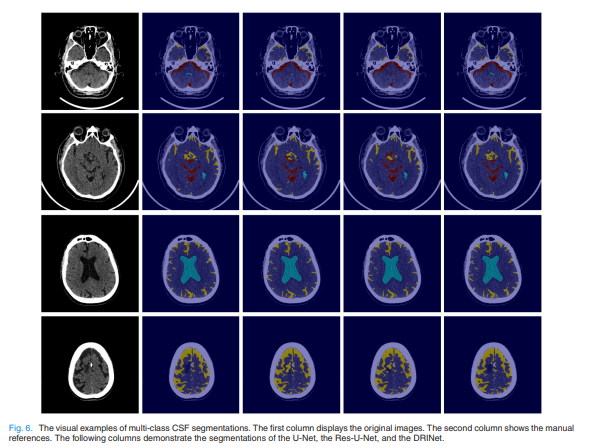 Fig. 6. The visual examples of multi-class CSF segmentations. The first column displays the original images. The second column shows the manual
references. The following columns demonstrate the segmentations of the U-Net, the Res-U-Net, and the DRINet.